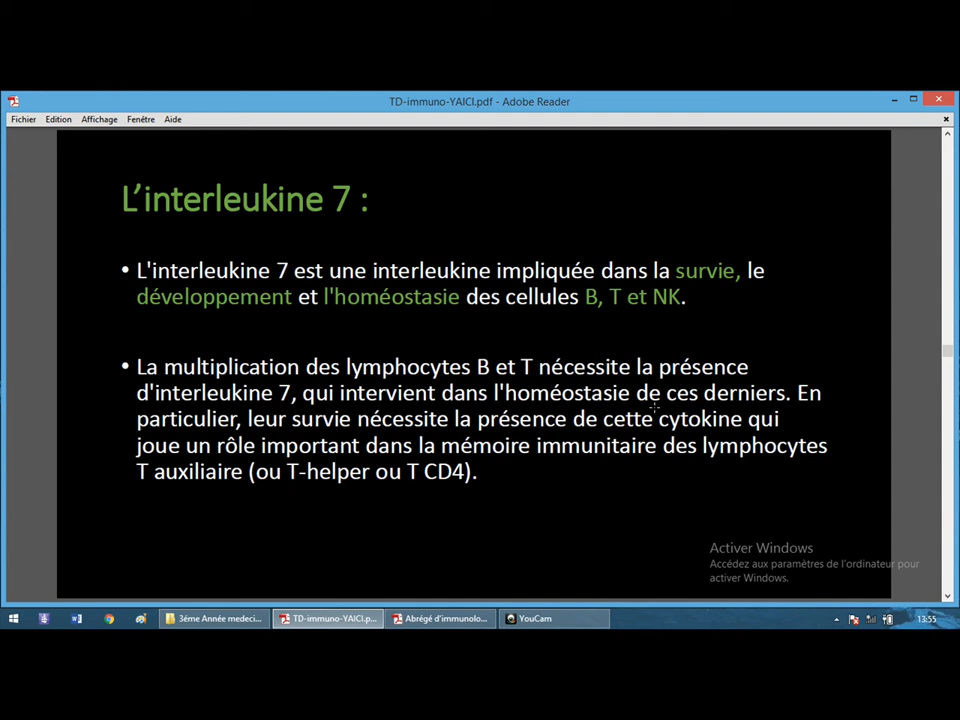 TD-immuno-YAICI.pdf - Adobe Reader
Fichier Edition Affichage Fenêtre Aide
L'interleukine 7 :
• L'interleukine 7 est une interleukine impliquée dans la survie, le
développement et l'homéostasie des cellules B, T et NK.
• La multiplication des lymphocytes B et T nécessite la présence
d'interleukine 7, qui intervient dans l'homéostasie de ces derniers. En
particulier, leur survie nécessite la présence de cette cytokine qui
joue un rôle important dans la mémoire immunitaire des lymphocytes
T auxiliaire (ou T-helper ou T CD4).
Activer Windows
Accédez aux paramètres de l'ordinateur pour
activer Windows.
3éme Année medeci... TD-immuno-YAICI.p... Abrégé d'immunolo... YouCam 13:55